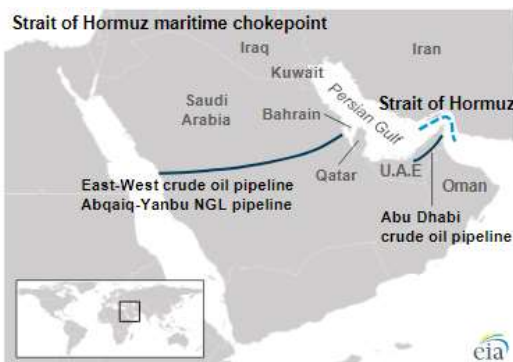 Strait of Hormuz maritime chokepoint
Iraq
Iran
Kuwait
Persian Gulf
Strait of Hormuz
Saudi
Arabia
Bahrain
Qatar
U.A.E
Oman
East-West crude oil pipeline
Abqaiq-Yanbu NGL pipeline
Abu Dhabi
crude oil pipeline
eia